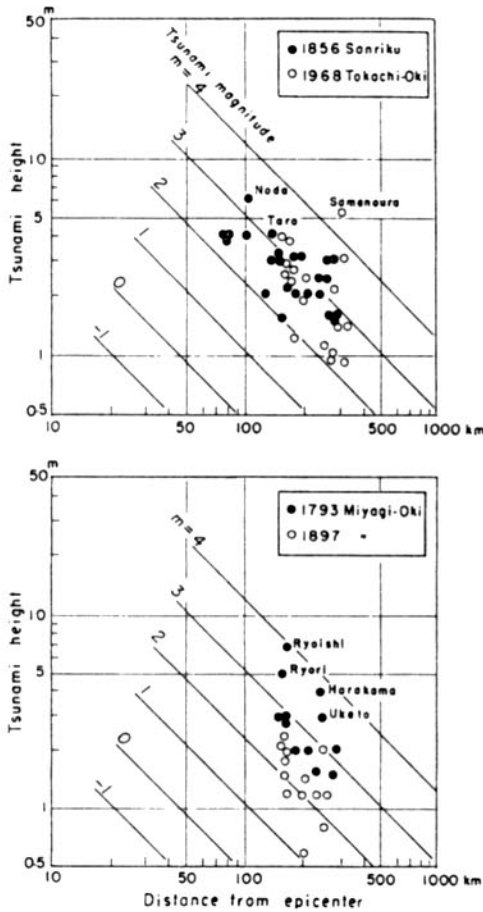 50 m
Tsunami magnitude
m = 4
3
2
1
0
-1
1856 Sanriku
1968 Tokachi-Oki
Noda
Samenoura
Taro
10
5
1
0.5
Tsunami height
10 50 100 500 1000 km
50 m
m = 4
3
2
1
0
-1
1793 Miyagi-Oki
1897 "
Ryoishi
Ryori
Harakama
Uketo
10
5
1
0.5
Tsunami height
10 50 100 500 1000 km
Distance from epicenter